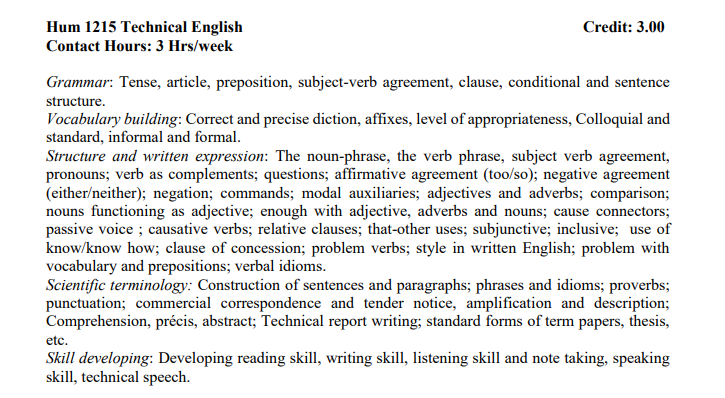 Hum 1215 Technical English Credit: 3.00
Contact Hours: 3 Hrs/week
Grammar: Tense, article, preposition, subject-verb agreement, clause, conditional and sentence
structure.
Vocabulary building: Correct and precise diction, affixes, level of appropriateness, Colloquial and
standard, informal and formal.
Structure and written expression: The noun-phrase, the verb phrase, subject verb agreement,
pronouns; verb as complements; questions; affirmative agreement (too/so); negative agreement
(either/neither); negation; commands; modal auxiliaries; adjectives and adverbs; comparison;
nouns functioning as adjective; enough with adjective, adverbs and nouns; cause connectors;
passive voice ; causative verbs; relative clauses; that-other uses; subjunctive; inclusive; use of
know/know how; clause of concession; problem verbs; style in written English; problem with
vocabulary and prepositions; verbal idioms.
Scientific terminology: Construction of sentences and paragraphs; phrases and idioms; proverbs;
punctuation; commercial correspondence and tender notice, amplification and description;
Comprehension, précis, abstract; Technical report writing; standard forms of term papers, thesis,
etc.
Skill developing: Developing reading skill, writing skill, listening skill and note taking, speaking
skill, technical speech.